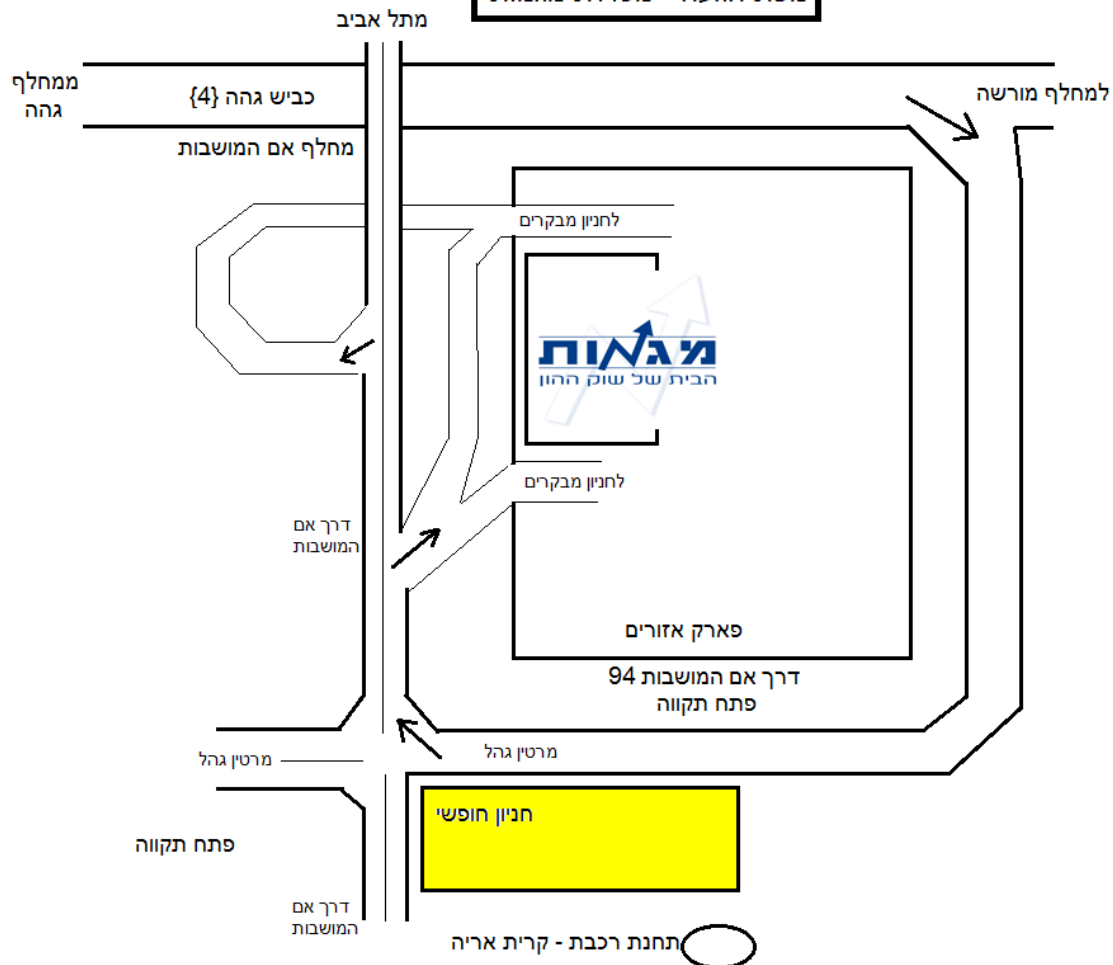 מתל אביב
ממחלף
גהה
כביש גהה {4}
למחלף מורשה
מחלף אם המושבות
לחניון מבקרים
מגמות
הבית של שוק ההון
לחניון מבקרים
דרך אם
המושבות
פארק אזורים
דרך אם המושבות 94
פתח תקווה
מרטין גהל
מרטין גהל
חניון חופשי
פתח תקווה
דרך אם
המושבות
תחנת רכבת - קרית אריה